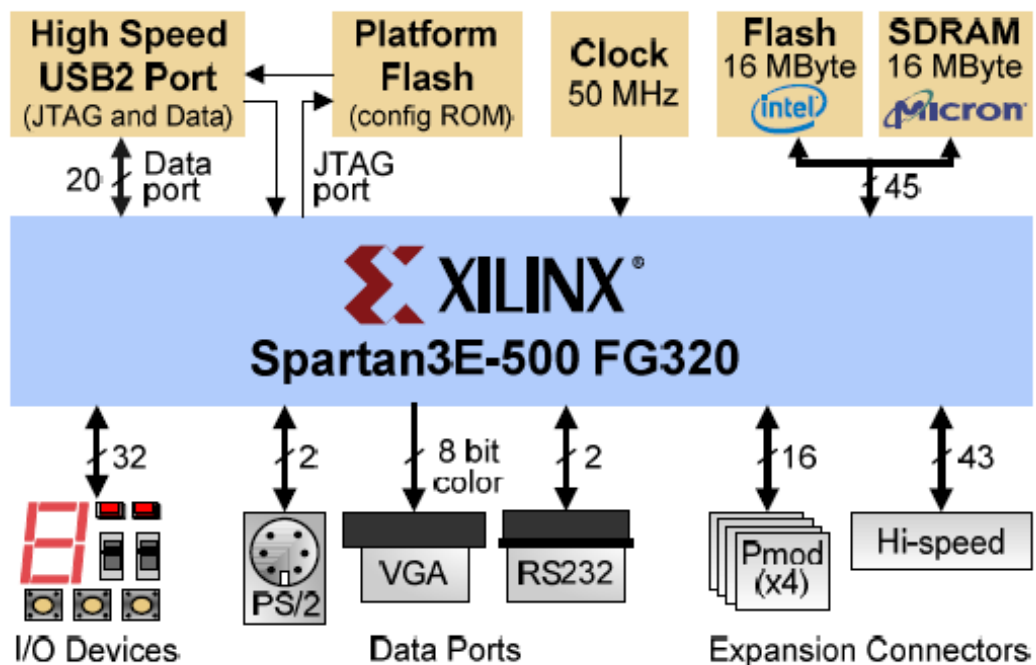 High Speed
USB2 Port
(JTAG and Data)
Platform
Flash
(config ROM)
Clock
50 MHz
Flash
16 MByte
intel
SDRAM
16 MByte
Micron
20
Data
port
JTAG
port
45
XILINX®
Spartan3E-500 FG320
32
2
8 bit
color
2
16
43
PS/2
VGA
RS232
Pmod
(x4)
Hi-speed
I/O Devices
Data Ports
Expansion Connectors